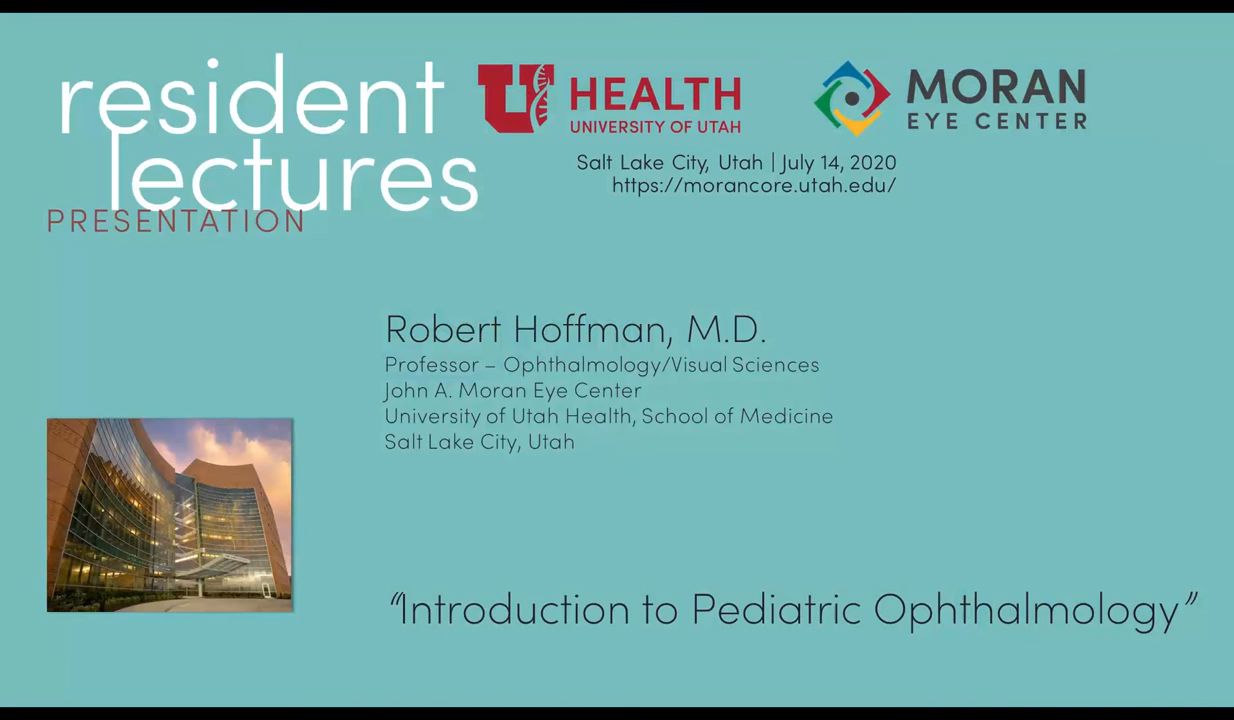 resident
lectures
PRESENTATION
U HEALTH
UNIVERSITY OF UTAH
MORAN
EYE CENTER
Salt Lake City, Utah | July 14, 2020
https://morancore.utah.edu/
Robert Hoffman, M.D.
Professor – Ophthalmology/Visual Sciences
John A. Moran Eye Center
University of Utah Health, School of Medicine
Salt Lake City, Utah
“Introduction to Pediatric Ophthalmology”